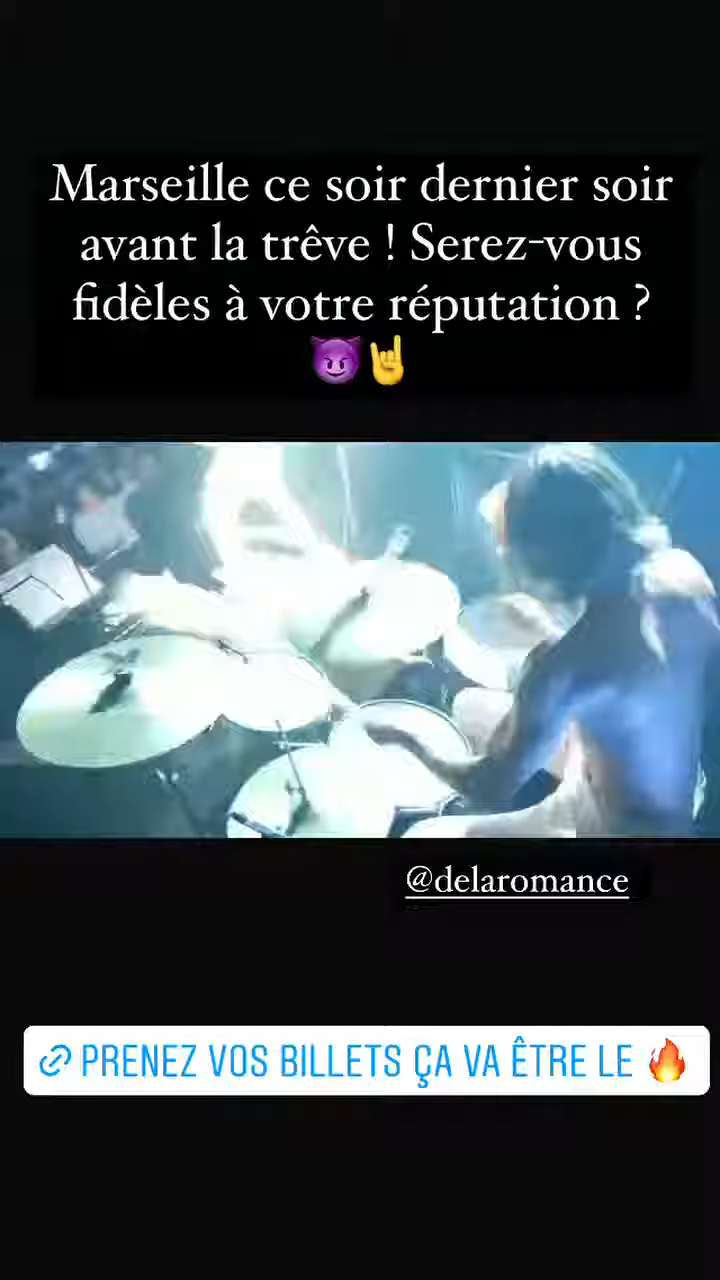 Marseille ce soir dernier soir
avant la trêve ! Serez-vous
fidèles à votre réputation ?
😈🤘
@delaromance
PRENEZ VOS BILLETS ÇA VA ÊTRE LE 🔥